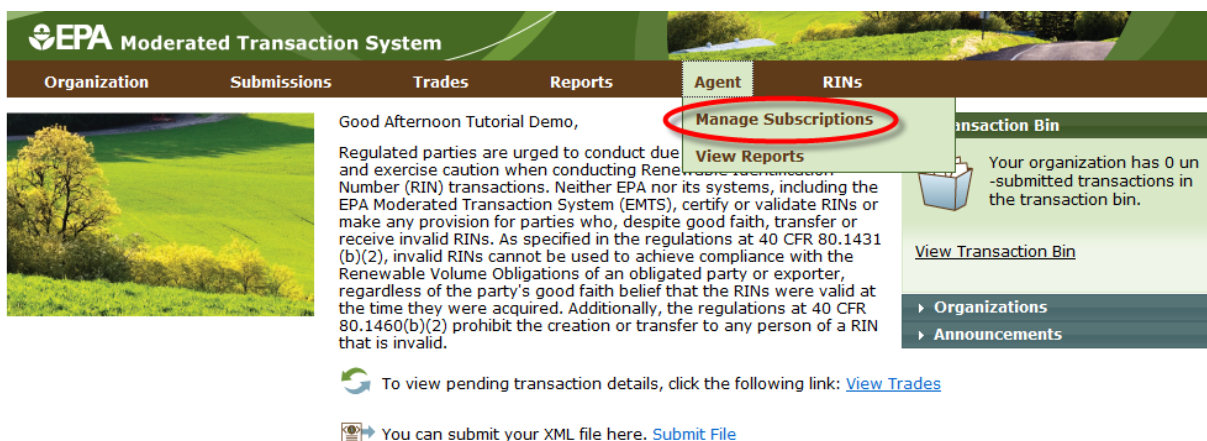 EPA Moderated Transaction System
Organization Submissions Trades Reports Agent RINs
Manage Subscriptions
View Reports
Good Afternoon Tutorial Demo,
Regulated parties are urged to conduct due
and exercise caution when conducting
Number (RIN) transactions. Neither EPA nor its systems, including the
EPA Moderated Transaction System (EMTS), certify or validate RINs or
make any provision for parties who, despite good faith, transfer or
receive invalid RINs. As specified in the regulations at 40 CFR 80.1431
(b)(2), invalid RINs cannot be used to achieve compliance with the
Renewable Volume Obligations of an obligated party or exporter,
regardless of the party's good faith belief that the RINs were valid at
the time they were acquired. Additionally, the regulations at 40 CFR
80.1460(b)(2) prohibit the creation or transfer to any person of a RIN
that is invalid.
To view pending transaction details, click the following link: View Trades
You can submit your XML file here. Submit File
ansaction Bin
Your organization has 0 un
-submitted transactions in
the transaction bin.
View Transaction Bin
Organizations
Announcements